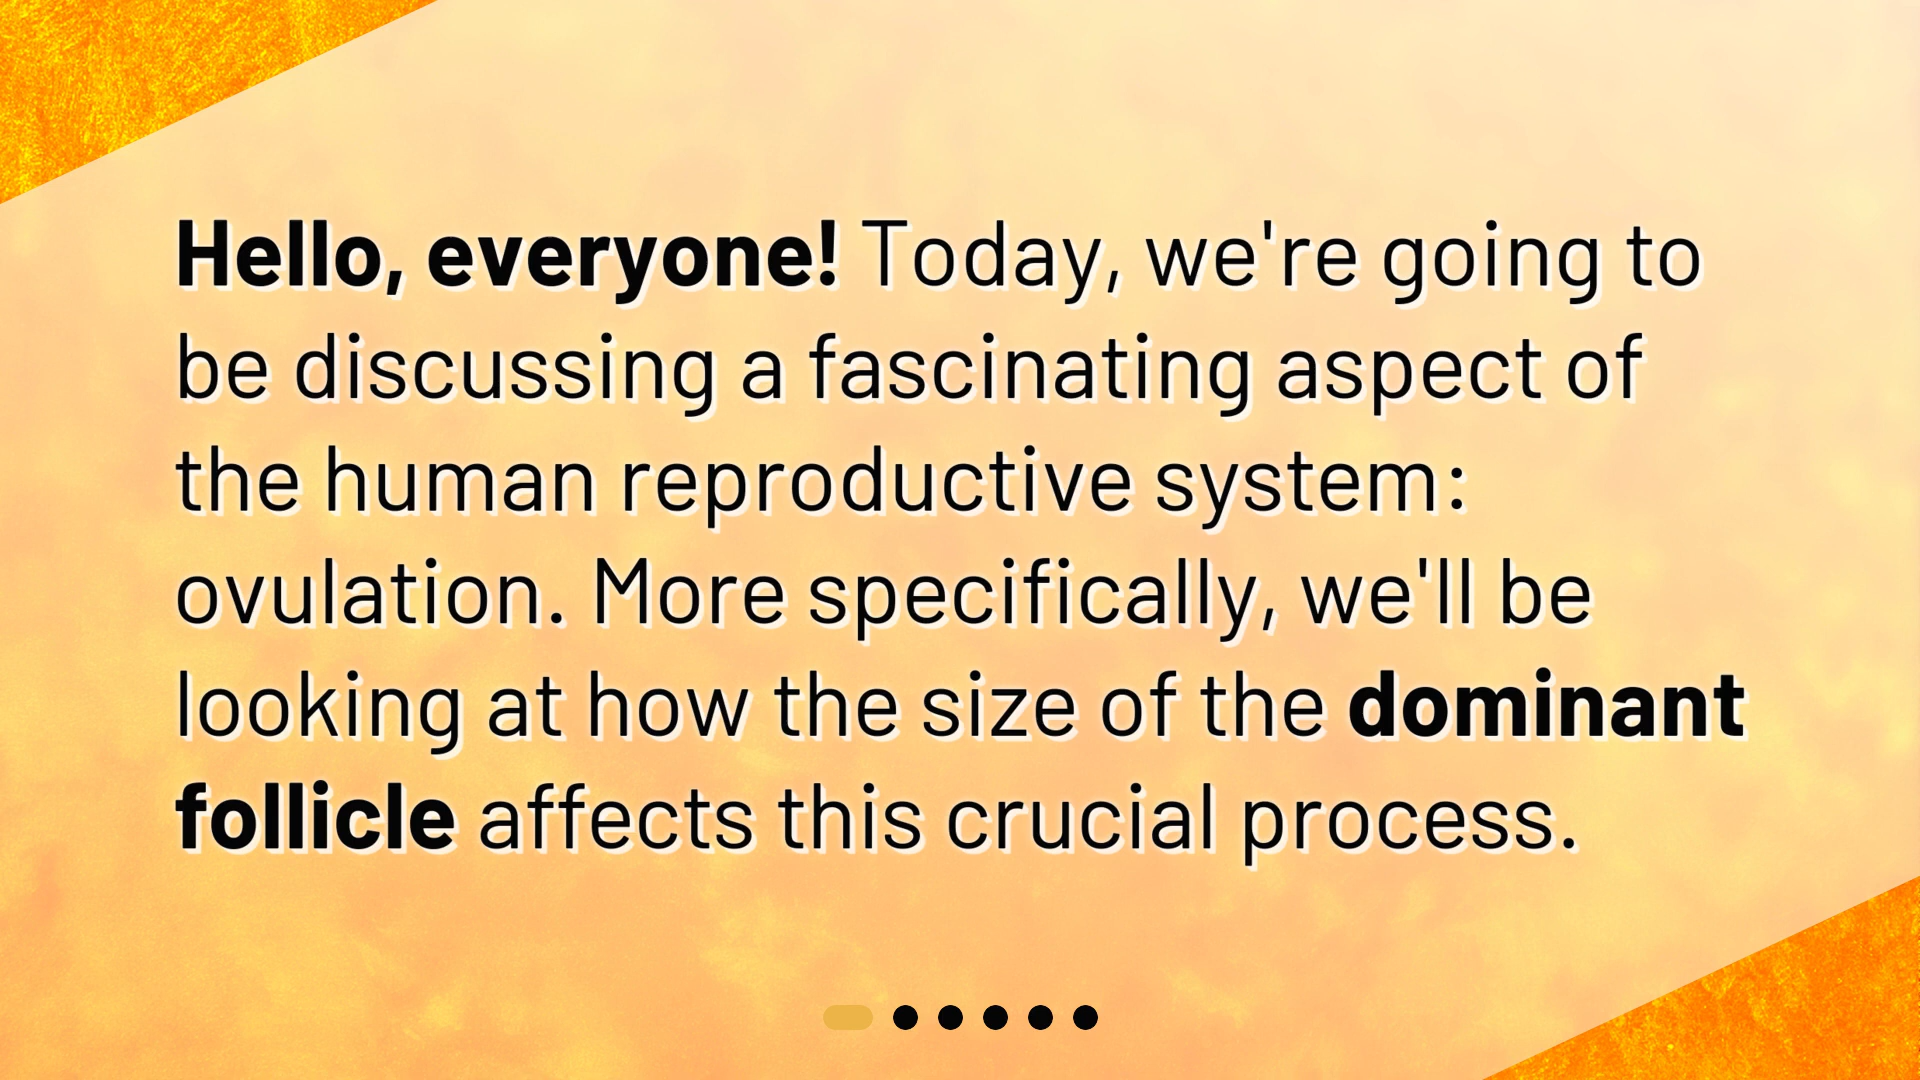 Hello, everyone! Today, we're going to
be discussing a fascinating aspect of
the human reproductive system:
ovulation. More specifically, we'll be
looking at how the size of the dominant
follicle affects this crucial process.